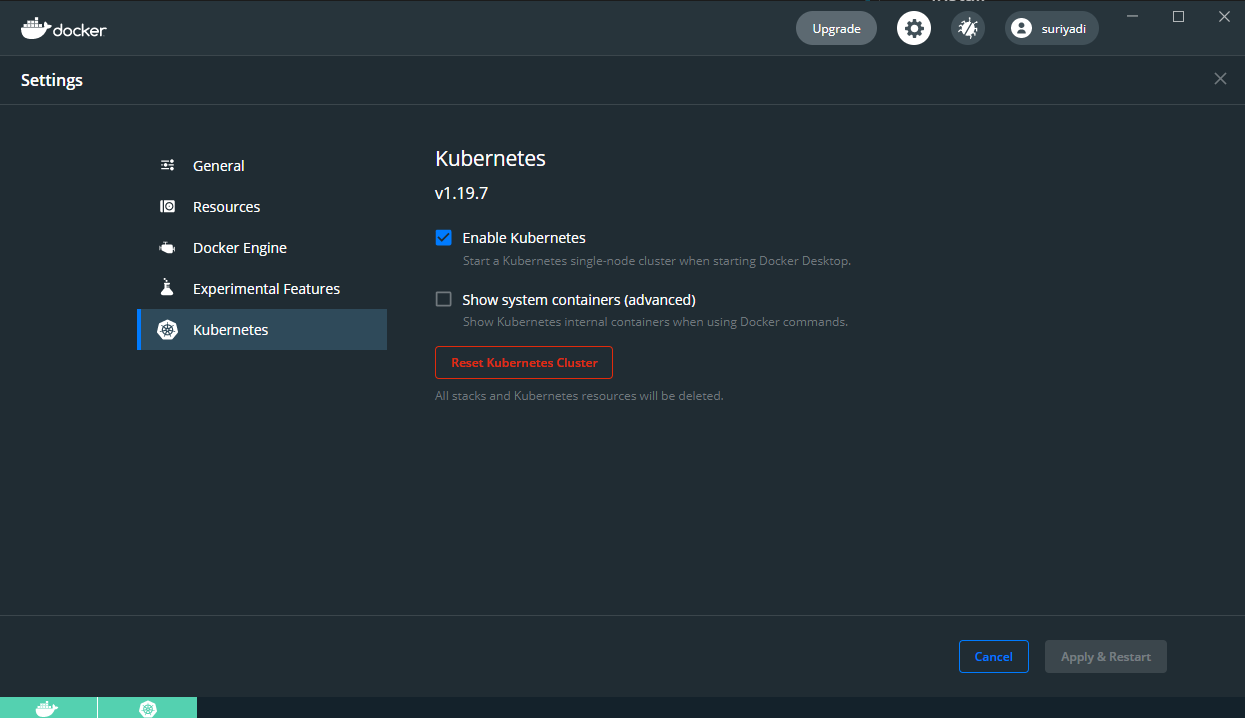 docker
Upgrade
suriyadi
Settings
General
Resources
Docker Engine
Experimental Features
Kubernetes
Kubernetes
v1.19.7
Enable Kubernetes
Start a Kubernetes single-node cluster when starting Docker Desktop.
Show system containers (advanced)
Show Kubernetes internal containers when using Docker commands.
Reset Kubernetes Cluster
All stacks and Kubernetes resources will be deleted.
Cancel
Apply & Restart